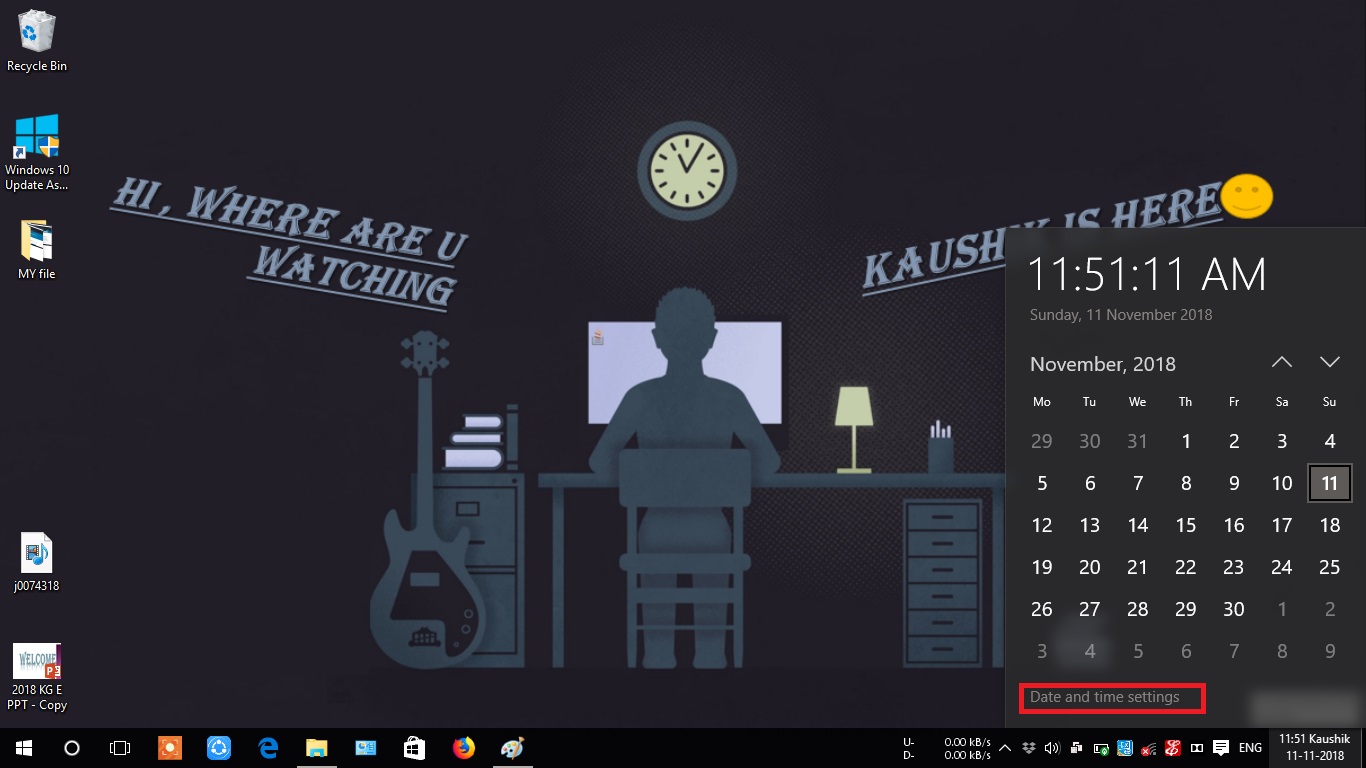 Recycle Bin
Windows 10
Update As...
MY file
j0074318
WELCOME
2018 KG E
PPT - Copy
HI, WHERE ARE U
WATCHING
KAUSHIK IS HERE
11:51:11 AM
Sunday, 11 November 2018
November, 2018
Mo Tu We Th Fr Sa Su
29 30 31 1 2 3 4
5 6 7 8 9 10 11
12 13 14 15 16 17 18
19 20 21 22 23 24 25
26 27 28 29 30 1 2
3 4 5 6 7 8 9
Date and time settings
U- 0.00 kB/s
D- 0.00 kB/s
ENG
11:51 Kaushik
11-11-2018